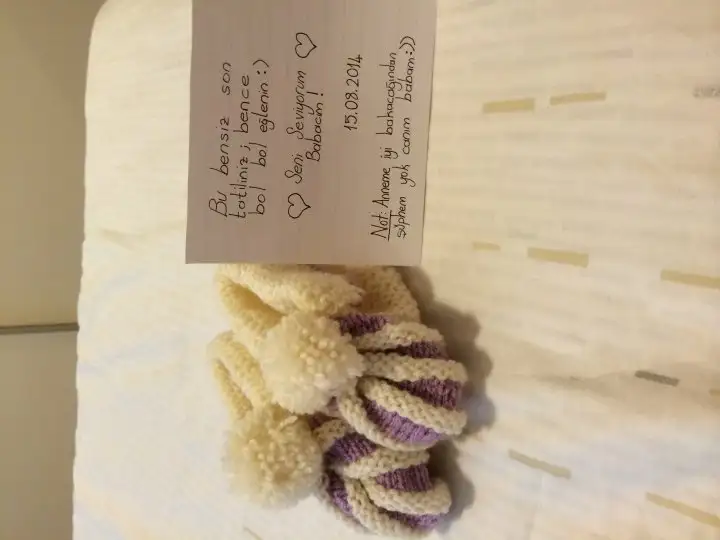 Bu bensiz son
tatiliniz ; bence
bol bol eğlenin :)
♡ Seni Seviyorum ♡
Babacım !
15.08.2014
Not: Anneme iyi bakacağından
şüphem yok canım babam :))